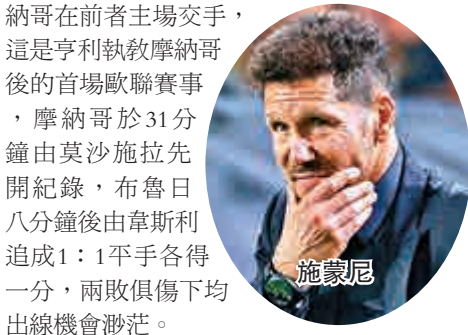 納哥在前者主場交手，
這是亨利執教摩納哥
後的首場歐聯賽事
，摩納哥於31分
鐘由莫沙施拉先
開紀錄，布魯日
八分鐘後由韋斯利
追成1：1平手各得
一分，兩敗俱傷下均
出線機會渺茫。
施蒙尼